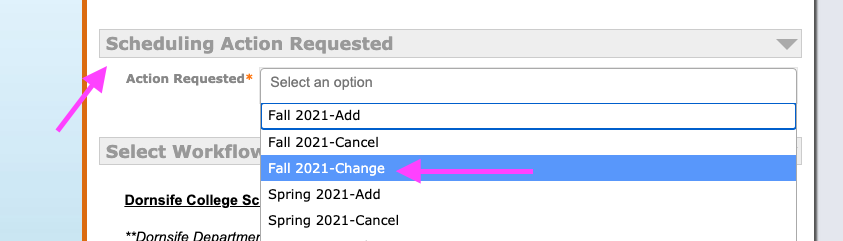 Scheduling Action Requested
Action Requested*
Select an option
Fall 2021-Add
Fall 2021-Cancel
Fall 2021-Change
Spring 2021-Add
Spring 2021-Cancel
Select Workflow
Dornsife College Sc
**Dornsife Departmen